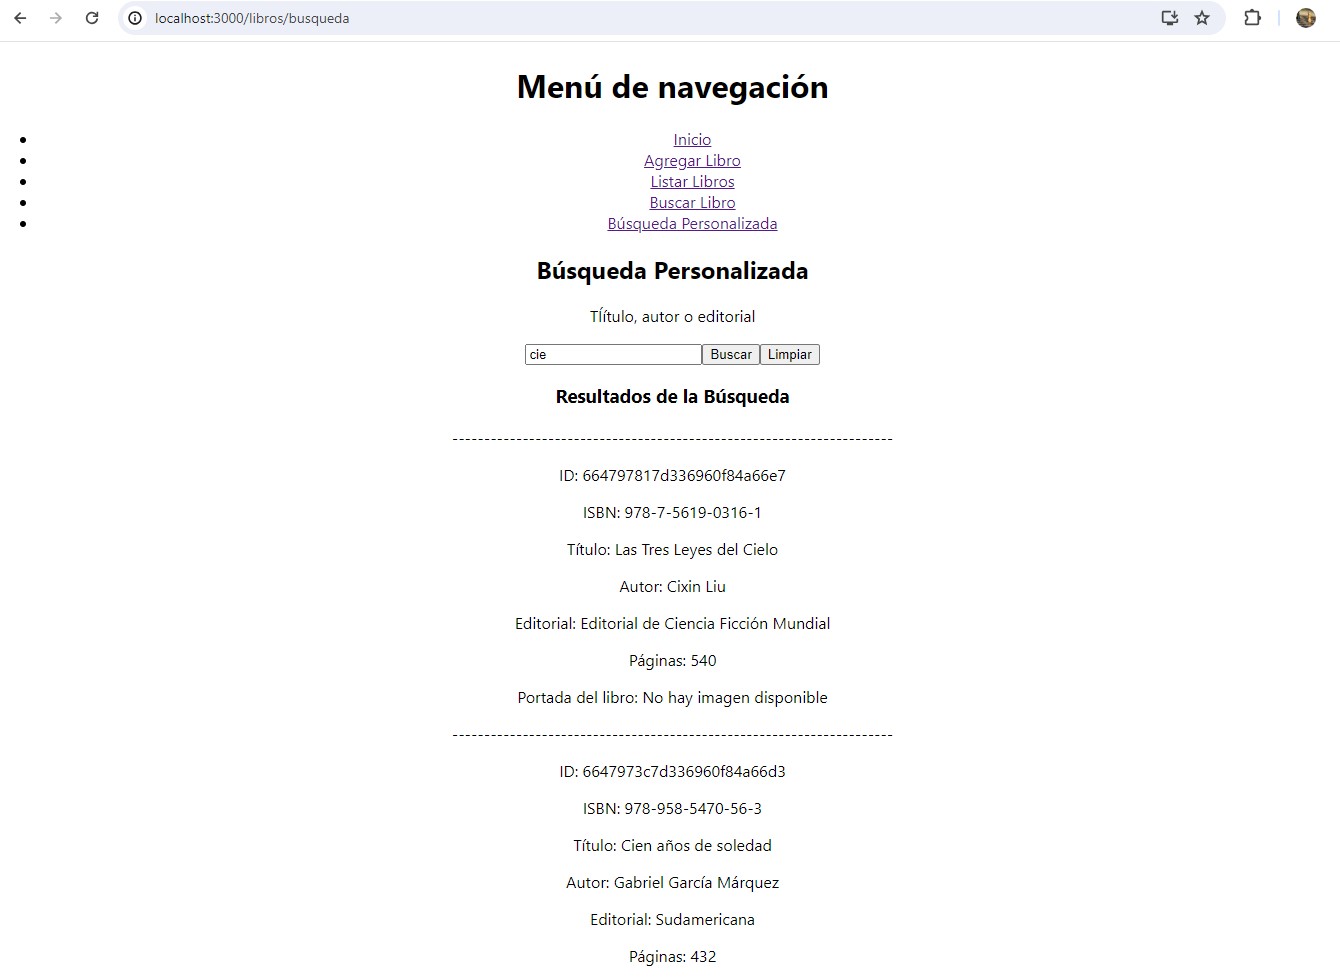 localhost:3000/libros/busqueda
Menú de navegación
Inicio
Agregar Libro
Listar Libros
Buscar Libro
Búsqueda Personalizada
Búsqueda Personalizada
TÍítulo, autor o editorial
cie Buscar Limpiar
Resultados de la Búsqueda
---------------------------------------------------------------------
ID: 664797817d336960f84a66e7
ISBN: 978-7-5619-0316-1
Título: Las Tres Leyes del Cielo
Autor: Cixin Liu
Editorial: Editorial de Ciencia Ficción Mundial
Páginas: 540
Portada del libro: No hay imagen disponible
---------------------------------------------------------------------
ID: 6647973c7d336960f84a66d3
ISBN: 978-958-5470-56-3
Título: Cien años de soledad
Autor: Gabriel García Márquez
Editorial: Sudamericana
Páginas: 432